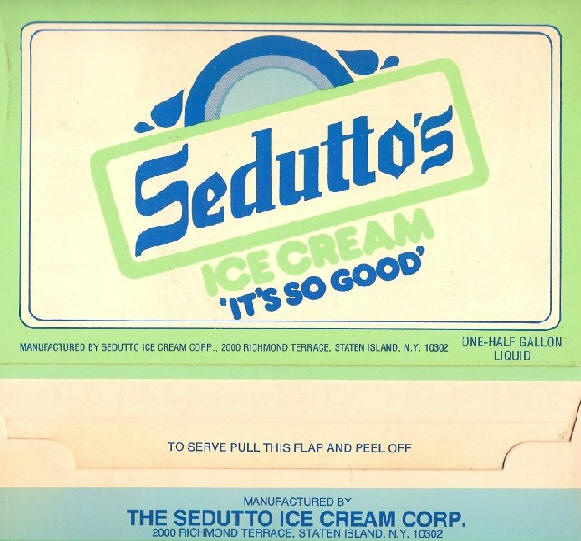 Sedutto's
ICE CREAM
'IT'S SO GOOD'
MANUFACTURED BY SEDUTTO ICE CREAM CORP., 2000 RICHMOND TERRACE, STATEN ISLAND, N.Y. 10302
ONE-HALF GALLON
LIQUID
TO SERVE PULL THIS FLAP AND PEEL OFF
MANUFACTURED BY
THE SEDUTTO ICE CREAM CORP.
2000 RICHMOND TERRACE, STATEN ISLAND, N.Y. 10302